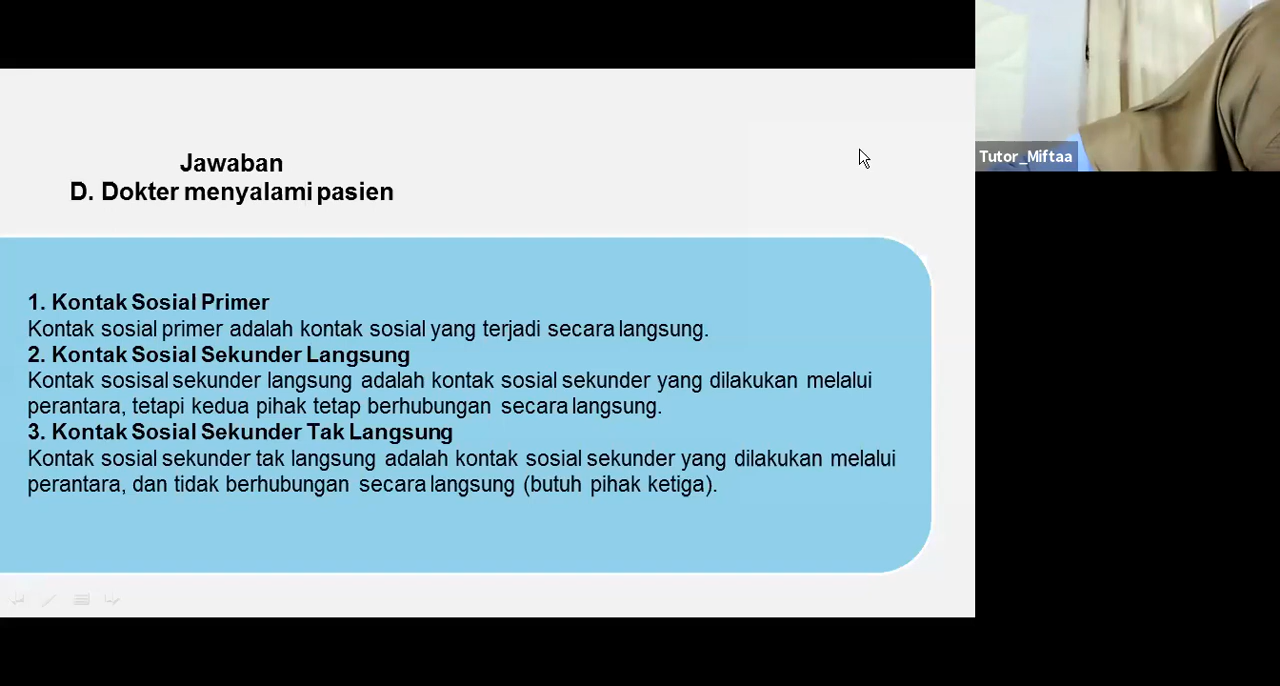 Jawaban
D. Dokter menyalami pasien
1. Kontak Sosial Primer
Kontak sosial primer adalah kontak sosial yang terjadi secara langsung.
2. Kontak Sosial Sekunder Langsung
Kontak sosisal sekunder langsung adalah kontak sosial sekunder yang dilakukan melalui
perantara, tetapi kedua pihak tetap berhubungan secara langsung.
3. Kontak Sosial Sekunder Tak Langsung
Kontak sosial sekunder tak langsung adalah kontak sosial sekunder yang dilakukan melalui
perantara, dan tidak berhubungan secara langsung (butuh pihak ketiga).
Tutor_Miftaa